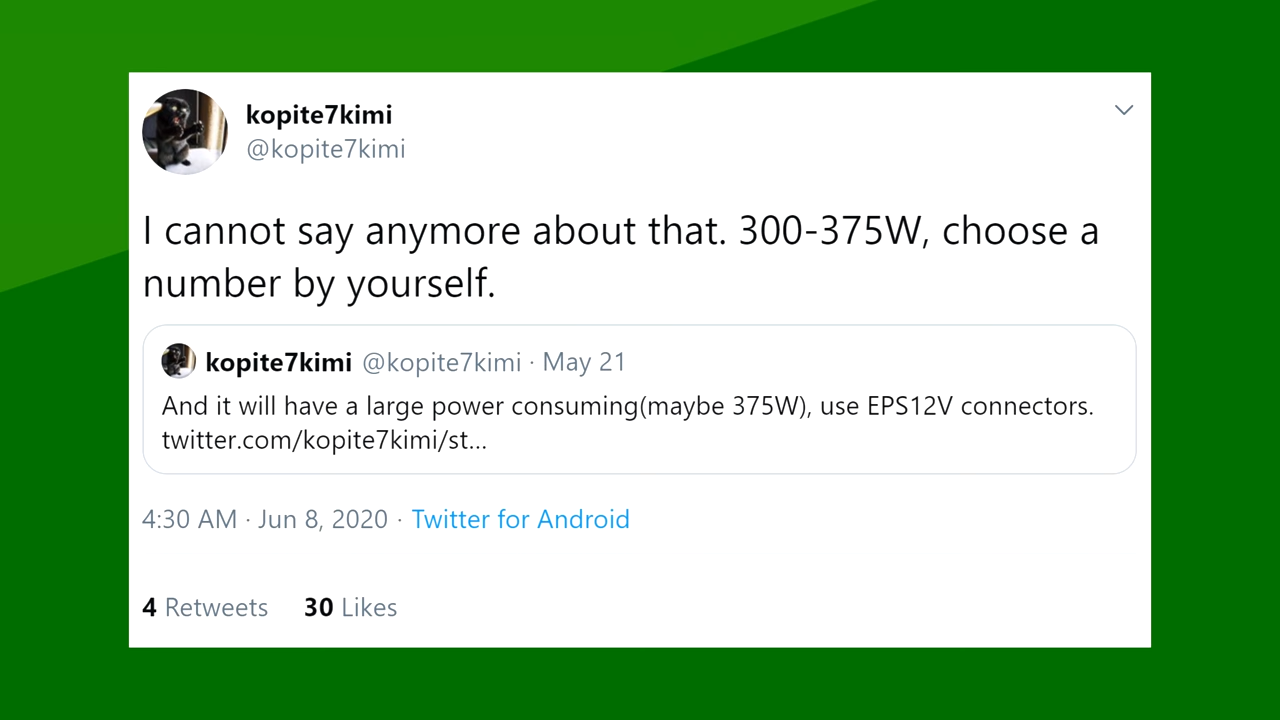 kopite7kimi
@kopite7kimi
I cannot say anymore about that. 300-375W, choose a
number by yourself.
kopite7kimi @kopite7kimi · May 21
And it will have a large power consuming(maybe 375W), use EPS12V connectors.
twitter.com/kopite7kimi/st...
4:30 AM · Jun 8, 2020 · Twitter for Android
4 Retweets 30 Likes